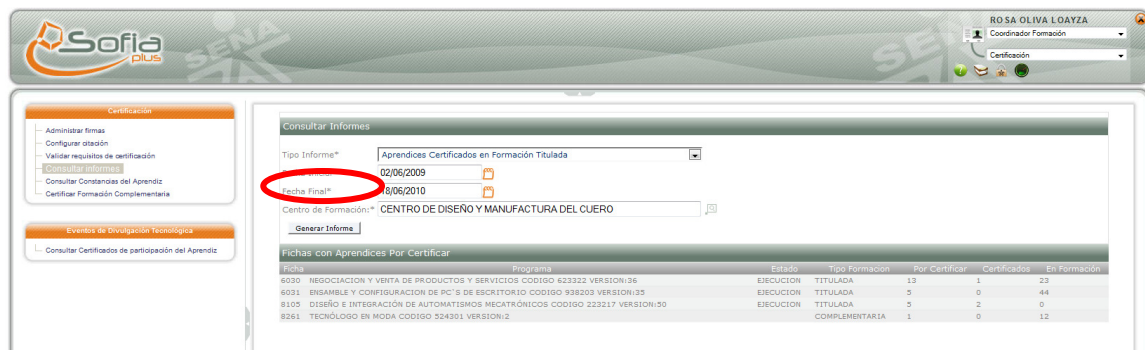 Sofia
plus
SENA
SENA
ROSA OLIVA LOAYZA
Coordinador Formación
Certificación
Certificación
Administrar firmas
Configurar citación
Validar requisitos de certificación
Consultar informes
Consultar Constancias del Aprendiz
Certificar Formación Complementaria
Eventos de Divulgación Tecnológica
Consultar Certificados de participación del Aprendiz
Consultar Informes
Tipo Informe* Aprendices Certificados en Formación Titulada
02/06/2009
Fecha Final* 18/06/2010
Centro de Formación:* CENTRO DE DISEÑO Y MANUFACTURA DEL CUERO
Generar Informe
Fichas con Aprendices Por Certificar
Ficha Programa Estado Tipo Formacion Por Certificar Certificados En Formación
6030 NEGOCIACION Y VENTA DE PRODUCTOS Y SERVICIOS CODIGO 623322 VERSION:36 EJECUCION TITULADA 13 1 23
6031 ENSAMBLE Y CONFIGURACION DE PC`S DE ESCRITORIO CODIGO 938203 VERSION:35 EJECUCION TITULADA 5 0 44
8105 DISEÑO E INTEGRACIÓN DE AUTOMATISMOS MECATRÓNICOS CODIGO 223217 VERSION:50 EJECUCION TITULADA 5 2 0
8261 TECNÓLOGO EN MODA CODIGO 524301 VERSION:2 COMPLEMENTARIA 1 0 12